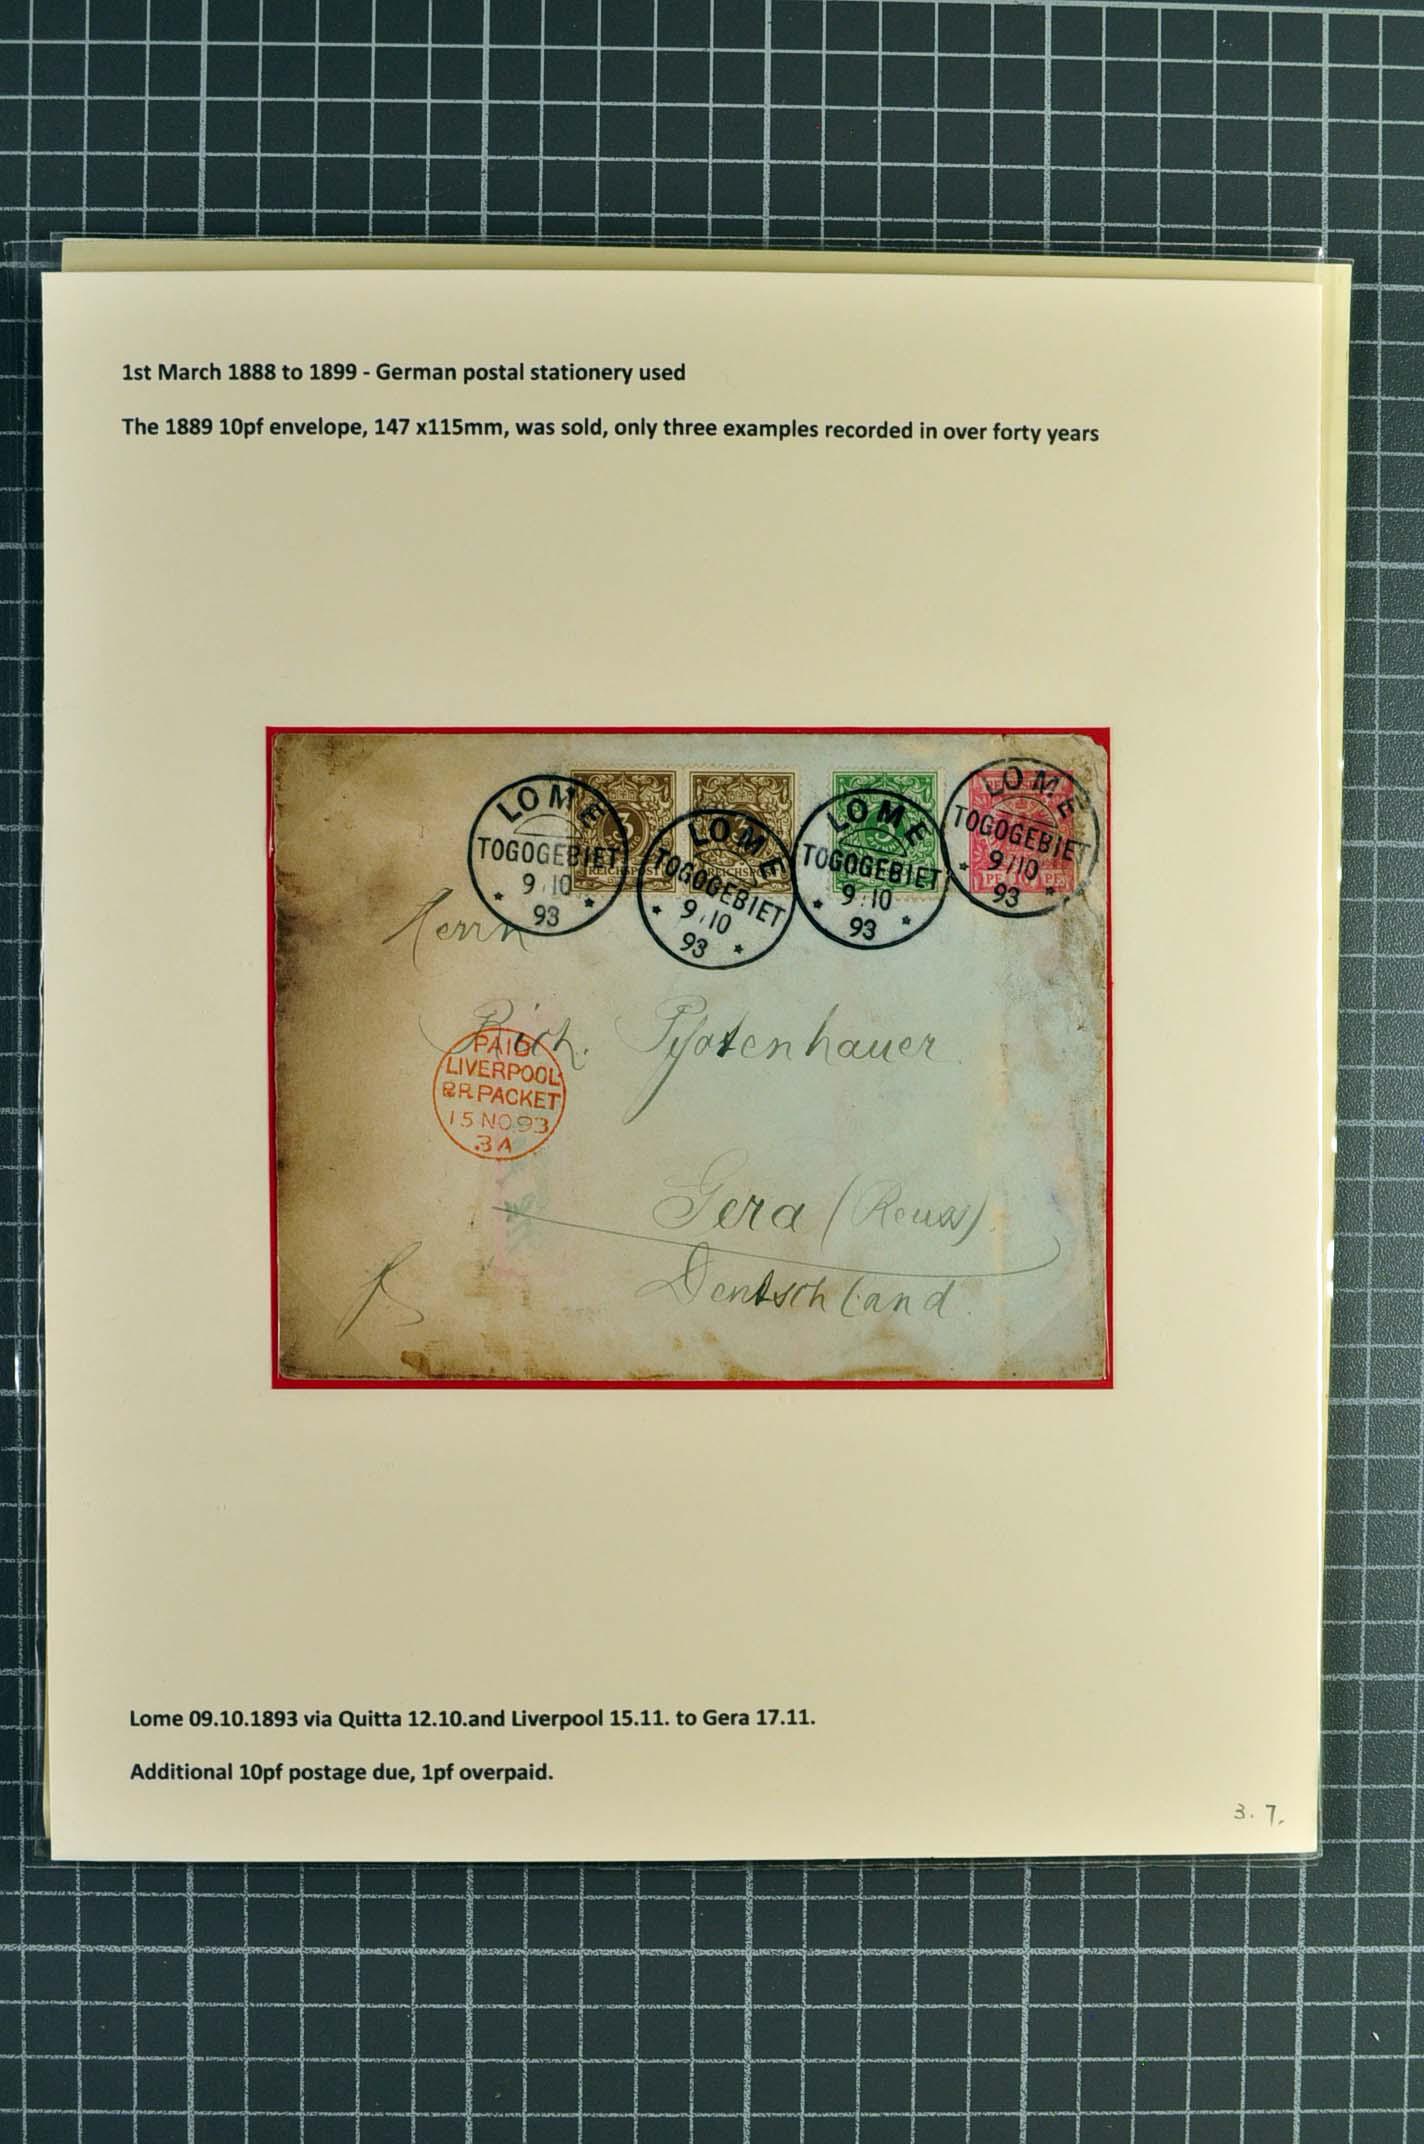 1st March 1888 to 1899 - German postal stationery used
The 1889 10pf envelope, 147 x115mm, was sold, only three examples recorded in over forty years
LOME
TOGOGEBIET
9.10
93
LOME
TOGOGEBIET
9.10
93
LOME
TOGOGEBIET
9:10
93
LOME
TOGOGEBIET
9/10
93
3
REICHSPOST
REICHSPOST
Herrn
Rich. Pfotenhauer
PAID
LIVERPOOL
BR PACKET
15 NO 93
3A
Gera (Reuss).
Deutschland.
Lome 09.10.1893 via Quitta 12.10.and Liverpool 15.11. to Gera 17.11.
Additional 10pf postage due, 1pf overpaid.
3. 7.